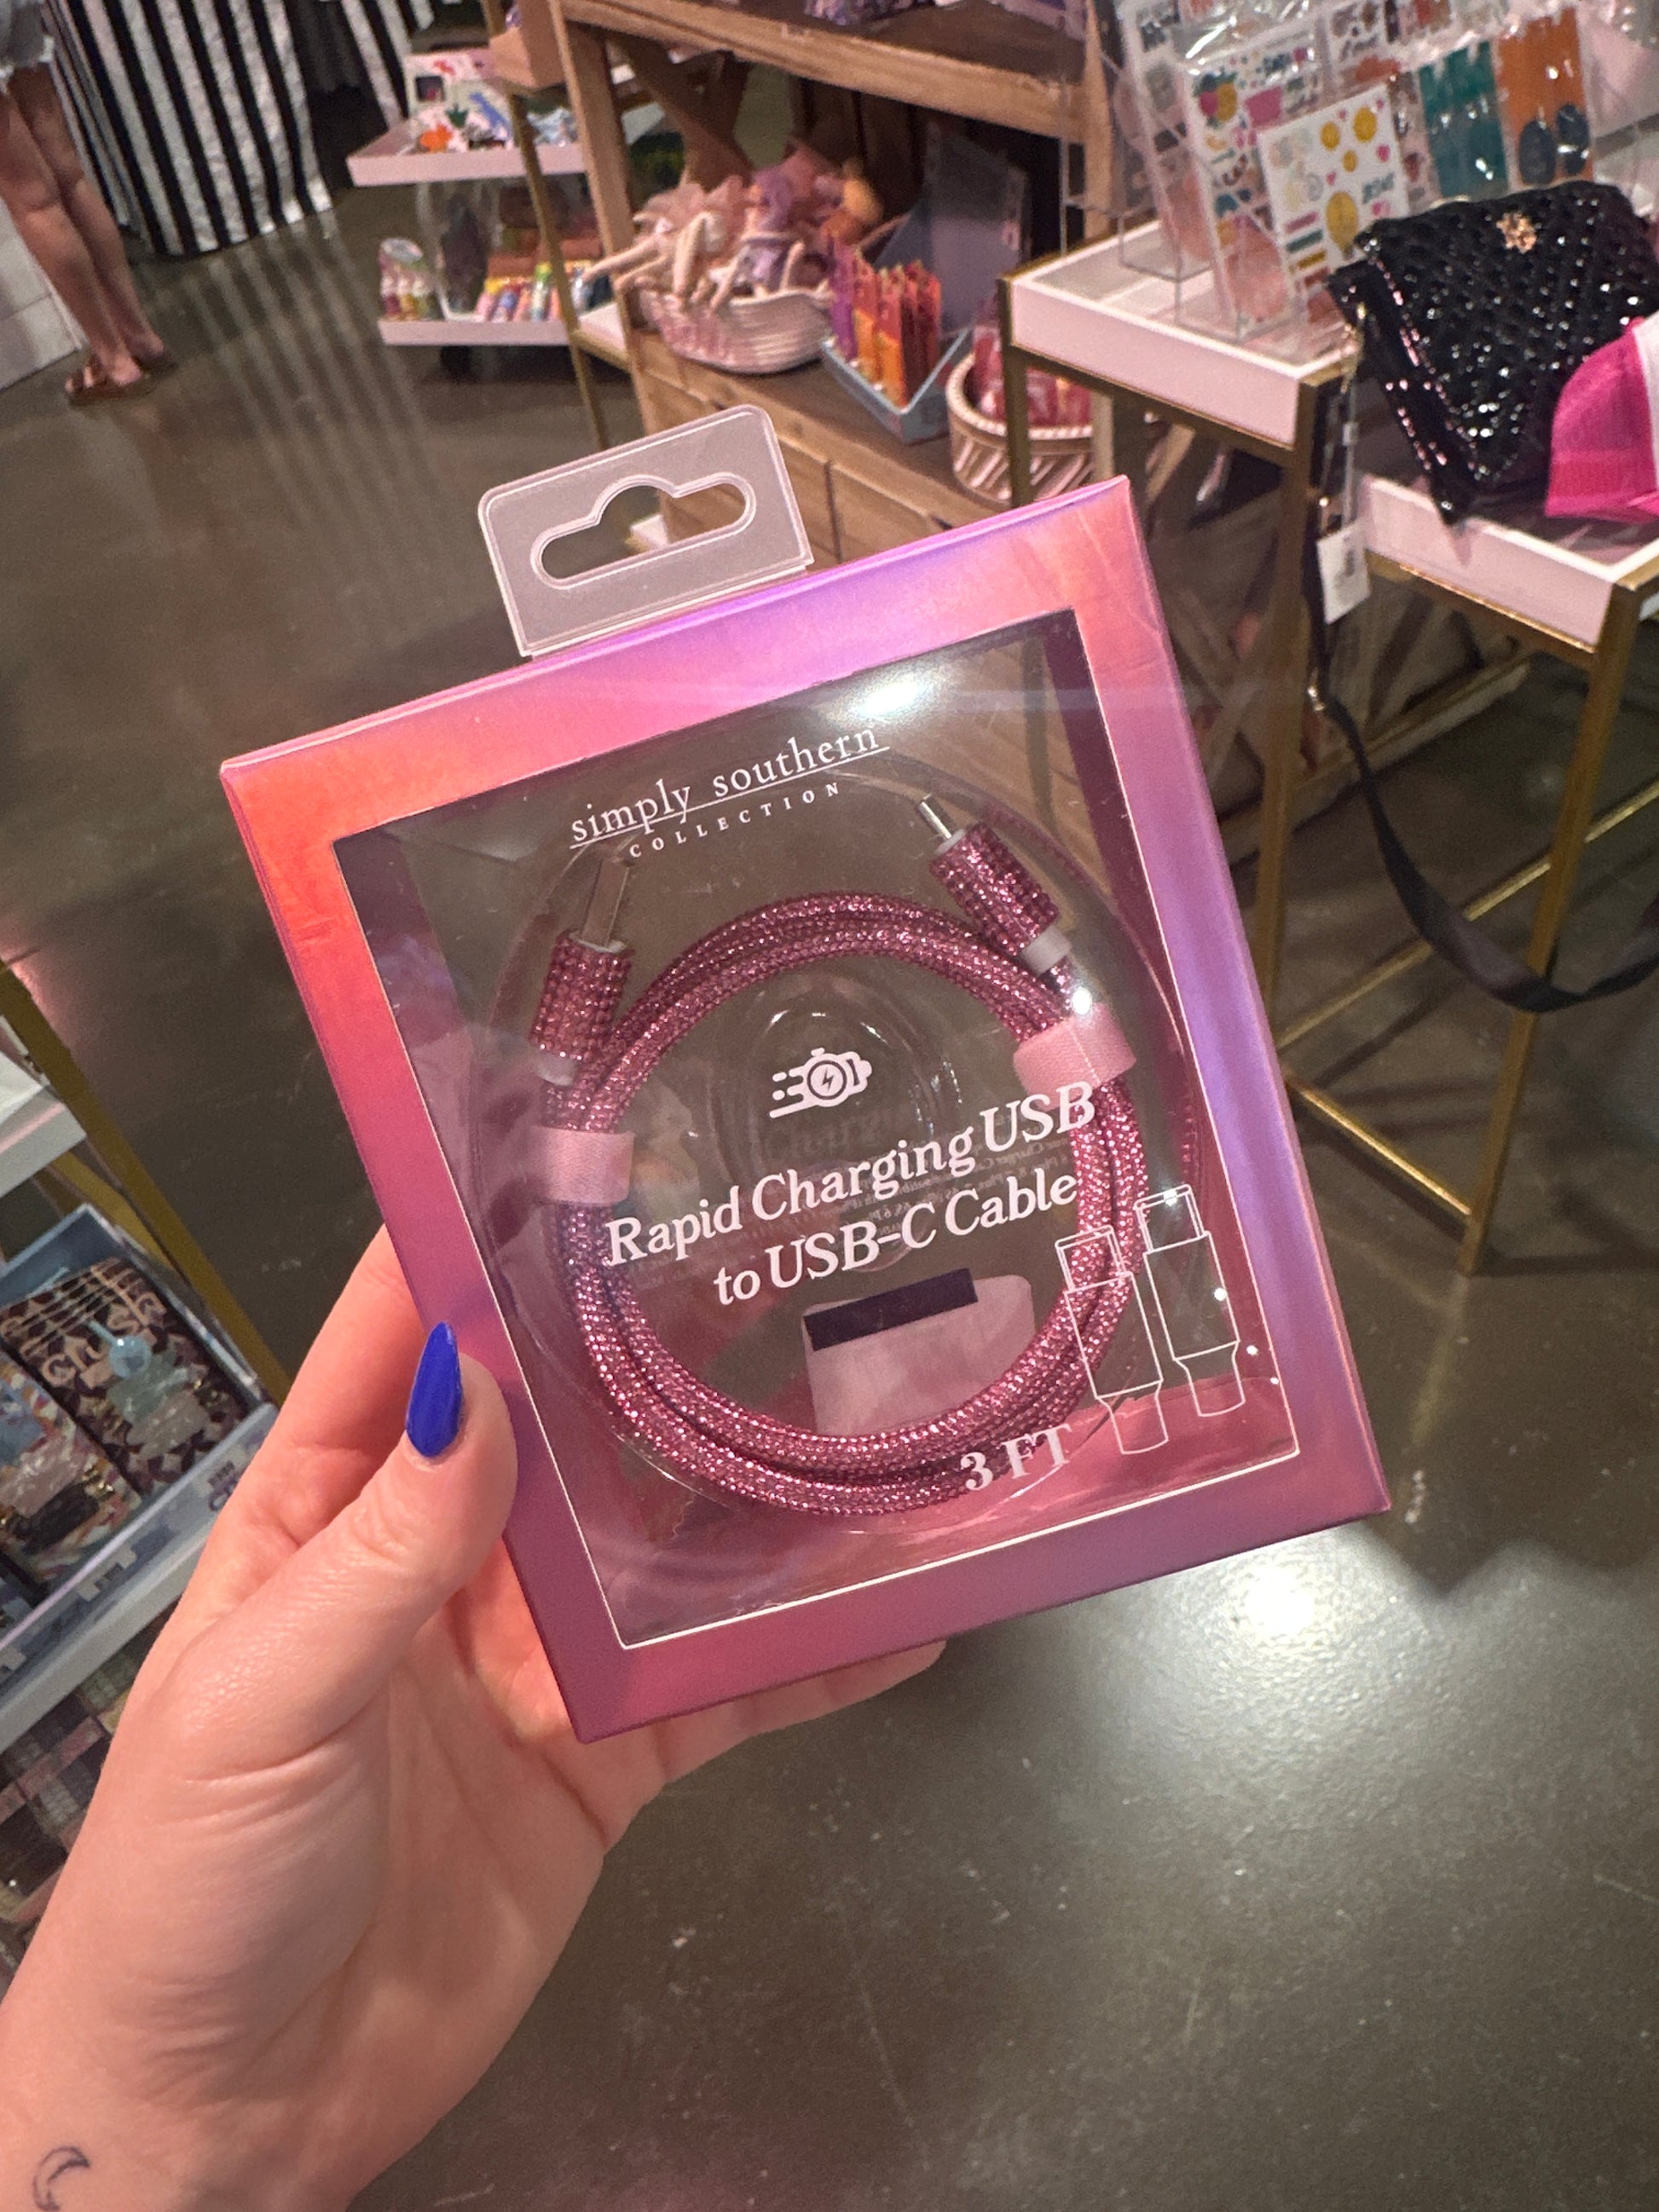 simply southern
COLLECTION
Rapid Charging USB
to USB-C Cable
3 FT